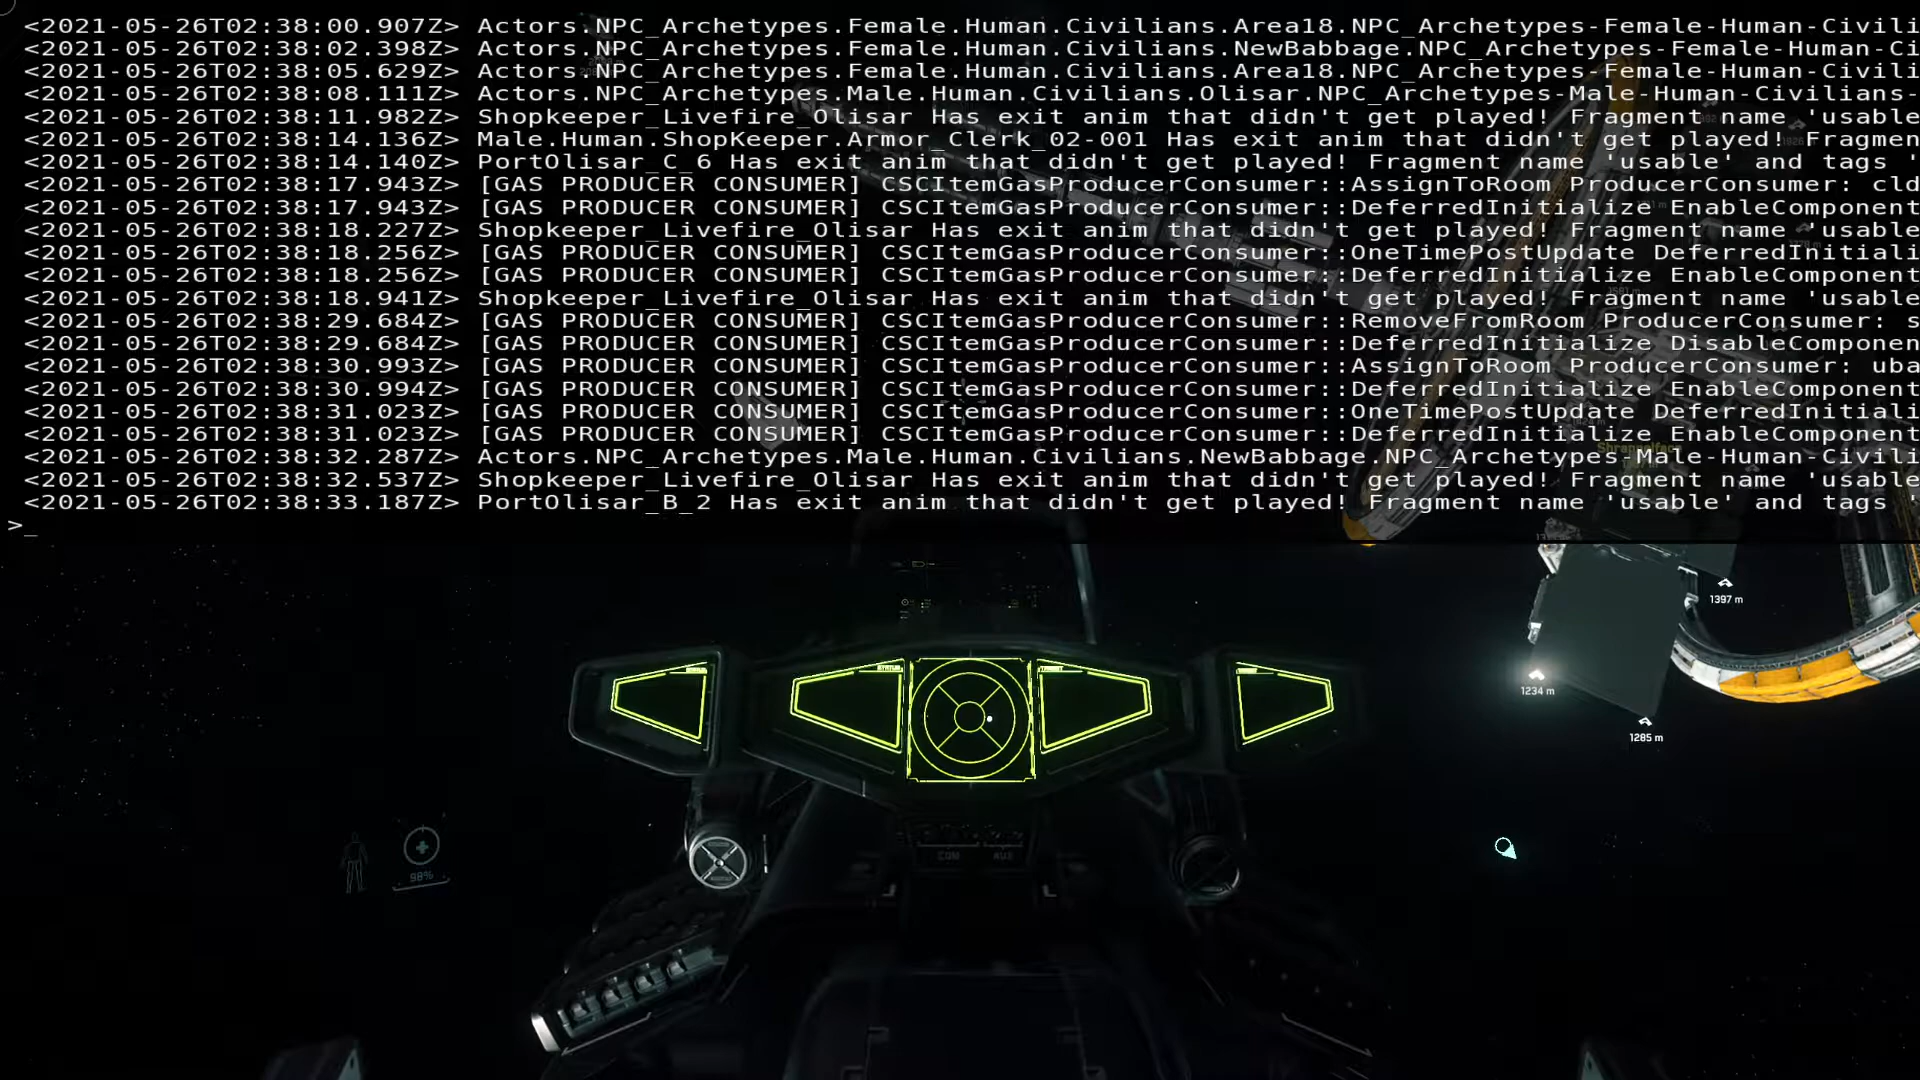 <2021-05-26T02:38:00.907Z> Actors.NPC_Archetypes.Female.Human.Civilians.Area18.NPC_Archetypes-Female-Human-Civili
<2021-05-26T02:38:02.398Z> Actors.NPC_Archetypes.Female.Human.Civilians.NewBabbage.NPC_Archetypes-Female-Human-Ci
<2021-05-26T02:38:05.629Z> Actors.NPC_Archetypes.Female.Human.Civilians.Area18.NPC_Archetypes-Female-Human-Civili
<2021-05-26T02:38:08.111Z> Actors.NPC_Archetypes.Male.Human.Civilians.Olisar.NPC_Archetypes-Male-Human-Civilians-
<2021-05-26T02:38:11.982Z> Shopkeeper_Livefire_Olisar Has exit anim that didn't get played! Fragment name 'usable
<2021-05-26T02:38:14.136Z> Male.Human.ShopKeeper.Armor_Clerk_02-001 Has exit anim that didn't get played! Fragmen
<2021-05-26T02:38:14.140Z> PortOlisar_C_6 Has exit anim that didn't get played! Fragment name 'usable' and tags '
<2021-05-26T02:38:17.943Z> [GAS PRODUCER CONSUMER] CSCItemGasProducerConsumer::AssignToRoom ProducerConsumer: cld
<2021-05-26T02:38:17.943Z> [GAS PRODUCER CONSUMER] CSCItemGasProducerConsumer::DeferredInitialize EnableComponent
<2021-05-26T02:38:18.227Z> Shopkeeper_Livefire_Olisar Has exit anim that didn't get played! Fragment name 'usable
<2021-05-26T02:38:18.256Z> [GAS PRODUCER CONSUMER] CSCItemGasProducerConsumer::OneTimePostUpdate DeferredInitiali
<2021-05-26T02:38:18.256Z> [GAS PRODUCER CONSUMER] CSCItemGasProducerConsumer::DeferredInitialize EnableComponent
<2021-05-26T02:38:18.941Z> Shopkeeper_Livefire_Olisar Has exit anim that didn't get played! Fragment name 'usable
<2021-05-26T02:38:29.684Z> [GAS PRODUCER CONSUMER] CSCItemGasProducerConsumer::RemoveFromRoom ProducerConsumer: s
<2021-05-26T02:38:29.684Z> [GAS PRODUCER CONSUMER] CSCItemGasProducerConsumer::DeferredInitialize DisableComponen
<2021-05-26T02:38:30.993Z> [GAS PRODUCER CONSUMER] CSCItemGasProducerConsumer::AssignToRoom ProducerConsumer: uba
<2021-05-26T02:38:30.994Z> [GAS PRODUCER CONSUMER] CSCItemGasProducerConsumer::DeferredInitialize EnableComponent
<2021-05-26T02:38:31.023Z> [GAS PRODUCER CONSUMER] CSCItemGasProducerConsumer::OneTimePostUpdate DeferredInitiali
<2021-05-26T02:38:31.023Z> [GAS PRODUCER CONSUMER] CSCItemGasProducerConsumer::DeferredInitialize EnableComponent
<2021-05-26T02:38:32.287Z> Actors.NPC_Archetypes.Male.Human.Civilians.NewBabbage.NPC_Archetypes-Male-Human-Civili
<2021-05-26T02:38:32.537Z> Shopkeeper_Livefire_Olisar Has exit anim that didn't get played! Fragment name 'usable
<2021-05-26T02:38:33.187Z> PortOlisar_B_2 Has exit anim that didn't get played! Fragment name 'usable' and tags '
>_
1397 m
1234 m
1285 m
98%